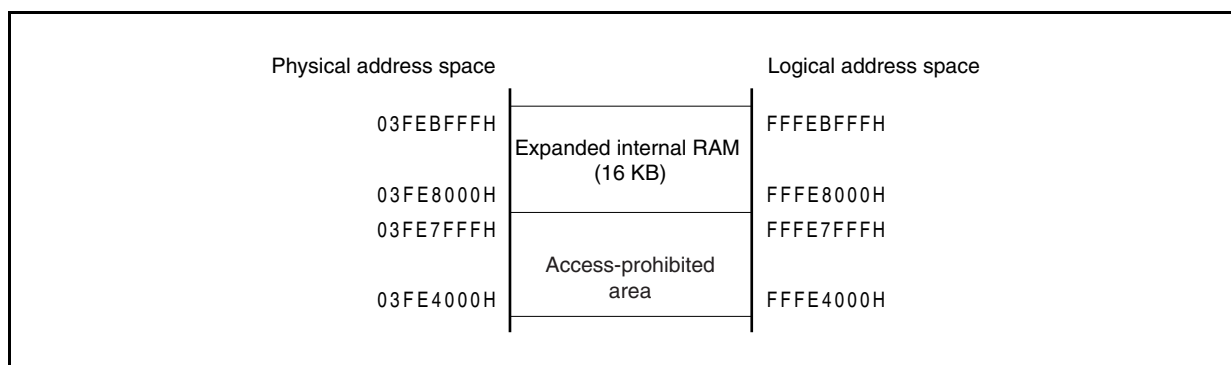 Physical address space
Logical address space
03FEBFFFH
FFFEBFFFH
Expanded internal RAM
(16 KB)
03FE8000H
FFFE8000H
03FE7FFFH
FFFE7FFFH
Access-prohibited
area
03FE4000H
FFFE4000H